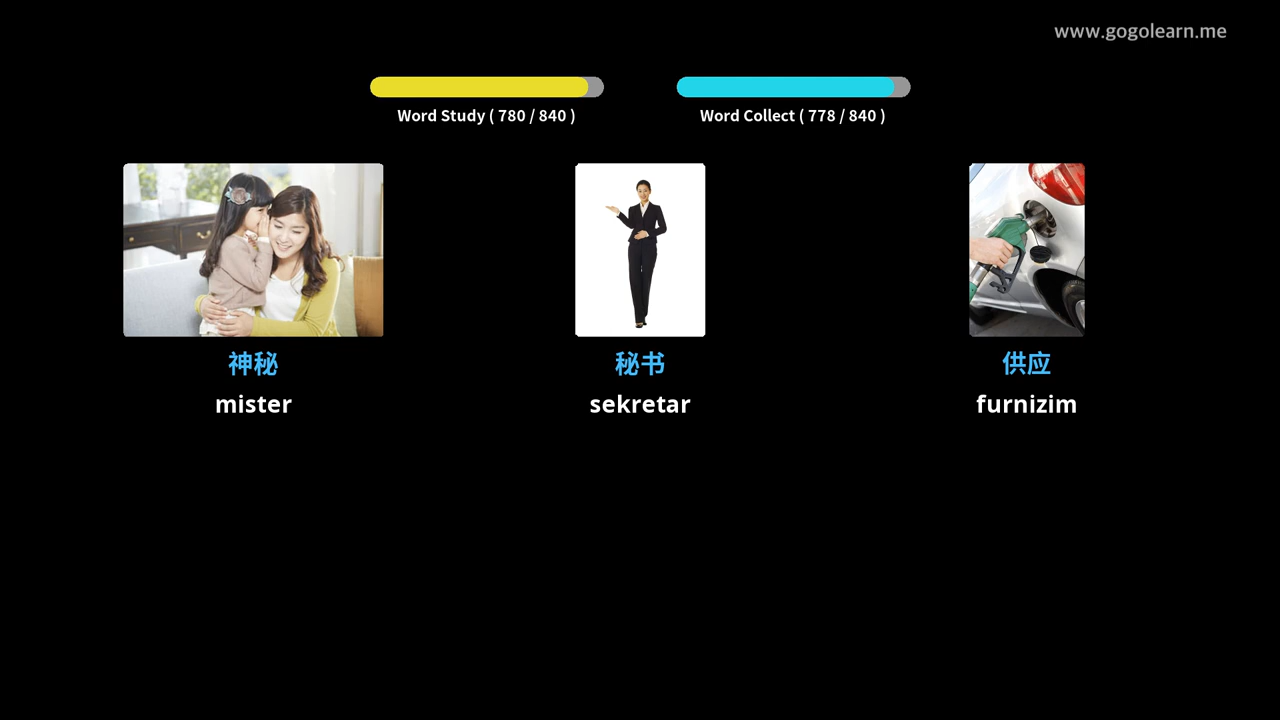 www.gogolearn.me
Word Study ( 780 / 840 )
Word Collect ( 778 / 840 )
神秘
秘书
供应
mister
sekretar
furnizim